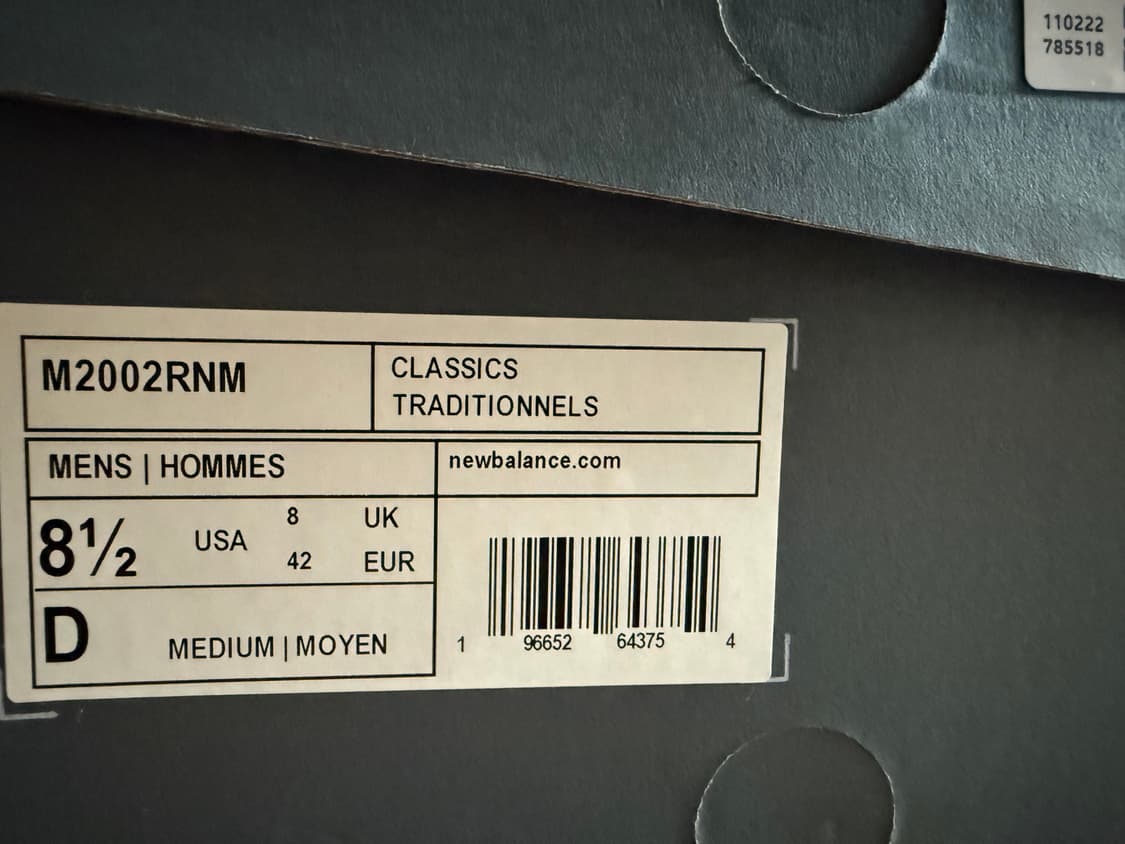 110222
785518
M2002RNM
CLASSICS
TRADITIONNELS
MENS | HOMMES
newbalance.com
8½ USA 8 UK
42 EUR
D MEDIUM | MOYEN
1 96652 64375 4